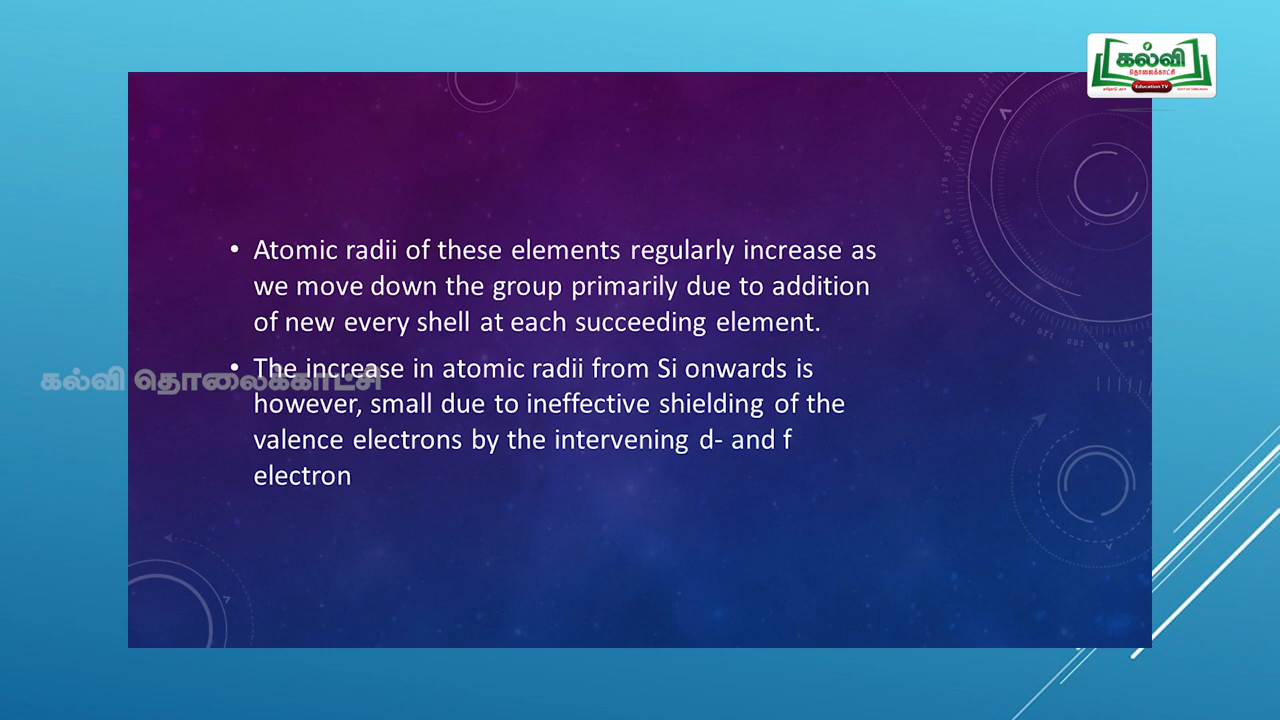 கல்வி
தொலைக்காட்சி
Education TV
• Atomic radii of these elements regularly increase as
we move down the group primarily due to addition
of new every shell at each succeeding element.
கல்வி தொலைக்காட்சி
• The increase in atomic radii from Si onwards is
however, small due to ineffective shielding of the
valence electrons by the intervening d- and f
electron